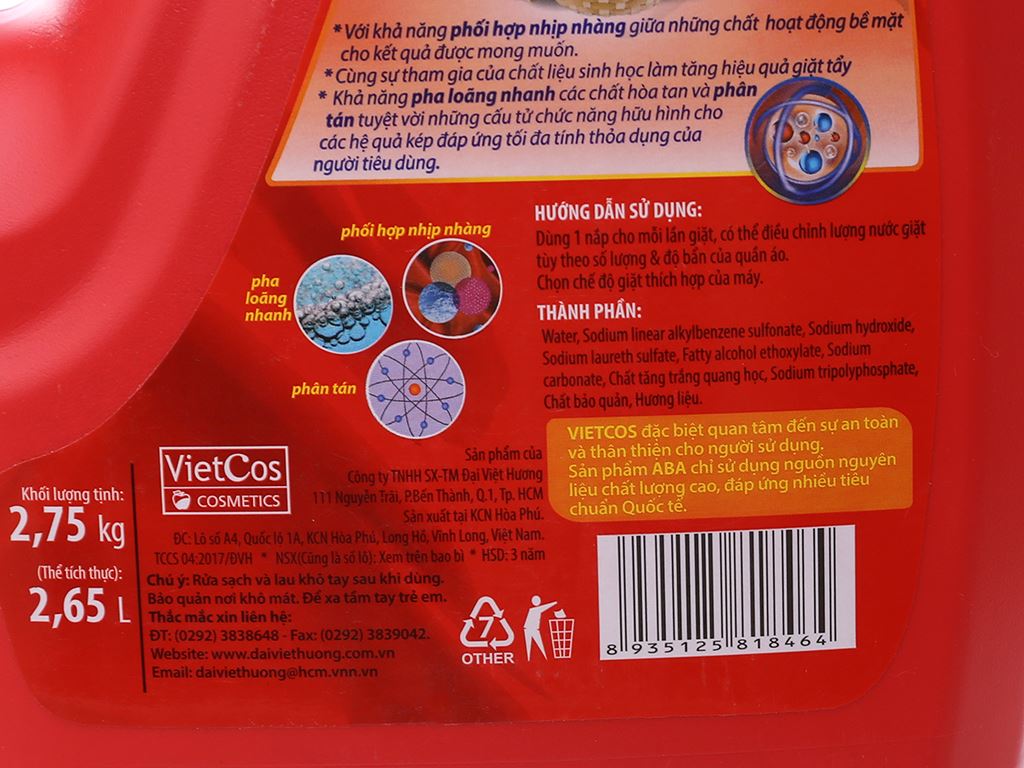 *Với khả năng phối hợp nhịp nhàng giữa những chất hoạt động bề mặt
cho kết quả được mong muốn.
*Cùng sự tham gia của chất liệu sinh học làm tăng hiệu quả giặt tẩy
* Khả năng pha loãng nhanh các chất hòa tan và phân
tán tuyệt vời những cấu tử chức năng hữu hình cho
các hệ quả kép đáp ứng tối đa tính thỏa dụng của
người tiêu dùng.
phối hợp nhịp nhàng
pha
loãng
nhanh
phân tán
HƯỚNG DẪN SỬ DỤNG:
Dùng 1 nắp cho mỗi lần giặt, có thể điều chỉnh lượng nước giặt
tùy theo số lượng & độ bẩn của quần áo.
Chọn chế độ giặt thích hợp của máy.
THÀNH PHẦN:
Water, Sodium linear alkylbenzene sulfonate, Sodium hydroxide,
Sodium laureth sulfate, Fatty alcohol ethoxylate, Sodium
carbonate, Chất tăng trắng quang học, Sodium tripolyphosphate,
Chất bảo quản, Hương liệu.
VIETCOS đặc biệt quan tâm đến sự an toàn
và thân thiện cho người sử dụng.
Sản phẩm ABA chỉ sử dụng nguồn nguyên
liệu chất lượng cao, đáp ứng nhiều tiêu
chuẩn Quốc tế.
VietCos
COSMETICS
Sản phẩm của
Công ty TNHH SX-TM Đại Việt Hương
111 Nguyễn Trãi, P.Bến Thành, Q.1, Tp. HCM
Sản xuất tại KCN Hòa Phú.
ĐC: Lô số A4, Quốc lộ 1A, KCN Hòa Phú, Long Hồ, Vĩnh Long, Việt Nam.
TCCS 04:2017/ĐVH * NSX(Cũng là số lô): Xem trên bao bì * HSD: 3 năm
Khối lượng tịnh:
2,75 kg
(Thể tích thực):
2,65 L
Chú ý: Rửa sạch và lau khô tay sau khi dùng.
Bảo quản nơi khô mát. Để xa tầm tay trẻ em.
Thắc mắc xin liên hệ:
ĐT: (0292) 3838648 - Fax: (0292) 3839042.
Website: www.daiviethuong.com.vn
Email: daiviethuong@hcm.vnn.vn
7
OTHER
8 935125 818464